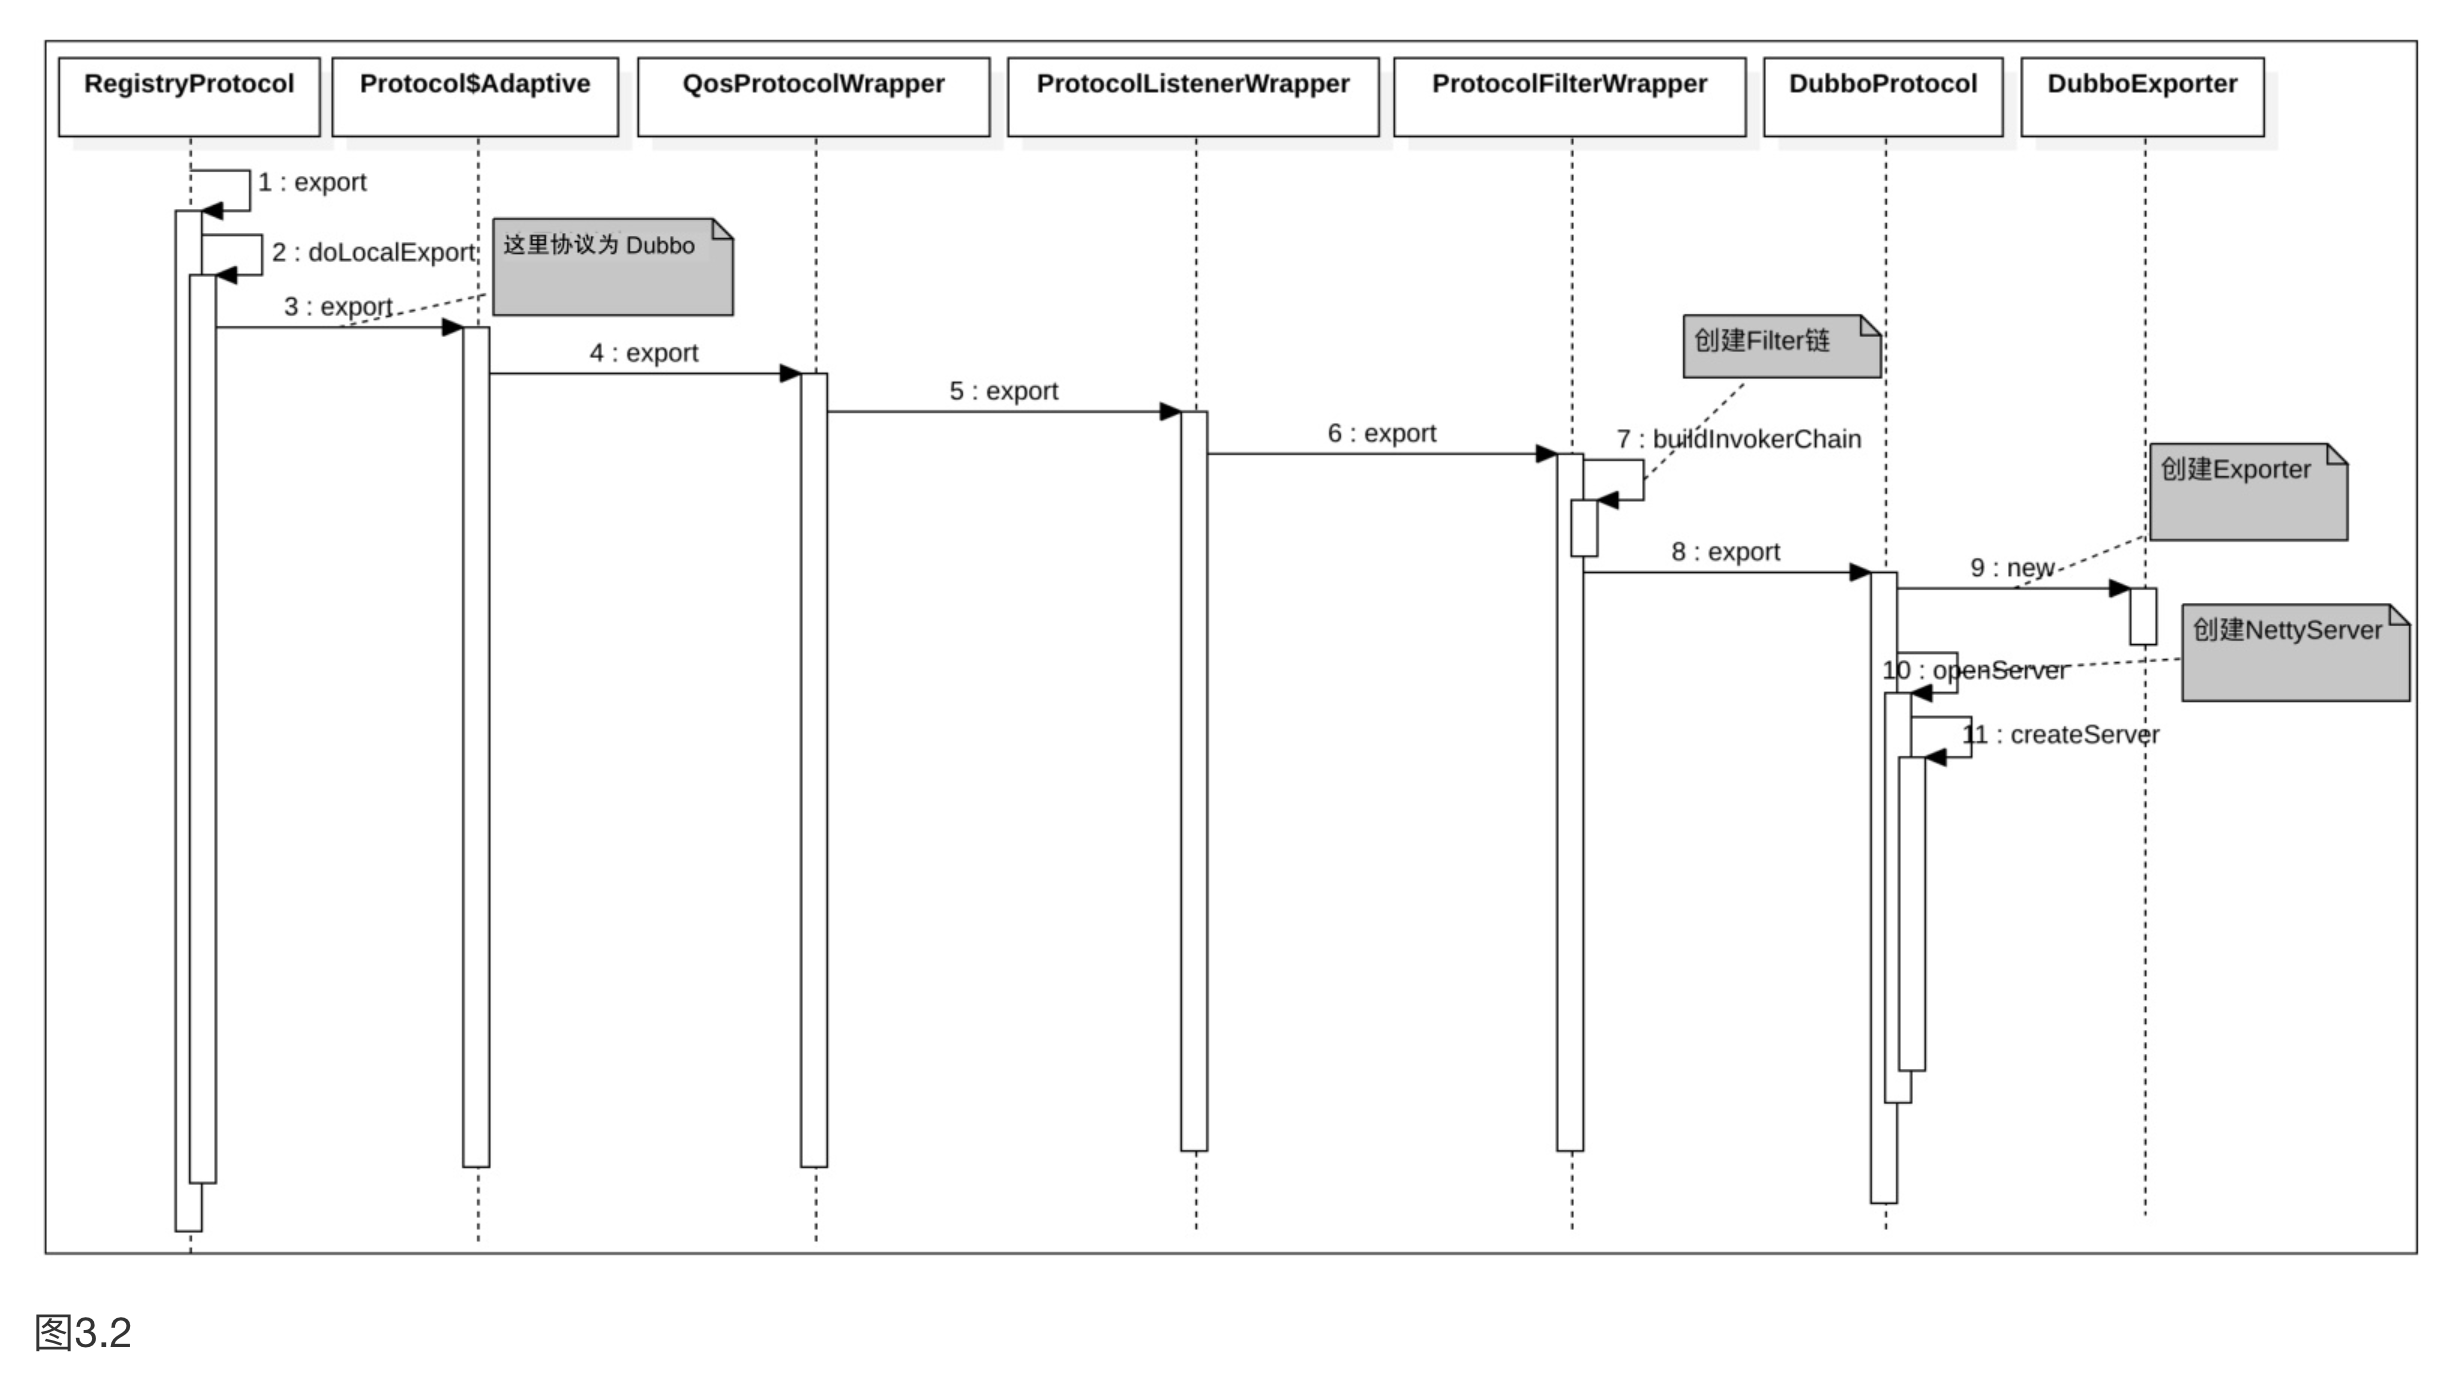 RegistryProtocol
Protocol$Adaptive
QosProtocolWrapper
ProtocolListenerWrapper
ProtocolFilterWrapper
DubboProtocol
DubboExporter
1 : export
2 : doLocalExport
这里协议为 Dubbo
3 : export
4 : export
5 : export
6 : export
创建Filter链
7 : buildInvokerChain
8 : export
创建Exporter
9 : new
创建NettyServer
10 : openServer
11 : createServer
图3.2